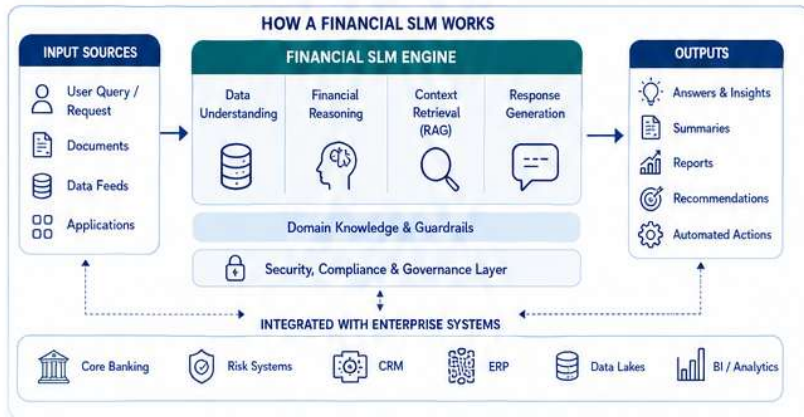 HOW A FINANCIAL SLM WORKS
INPUT SOURCES
User Query /
Request
Documents
Data Feeds
Applications
FINANCIAL SLM ENGINE
Data
Understanding
Financial
Reasoning
Context
Retrieval
(RAG)
Response
Generation
Domain Knowledge & Guardrails
Security, Compliance & Governance Layer
OUTPUTS
Answers & Insights
Summaries
Reports
Recommendations
Automated Actions
INTEGRATED WITH ENTERPRISE SYSTEMS
Core Banking
Risk Systems
CRM
ERP
Data Lakes
BI / Analytics